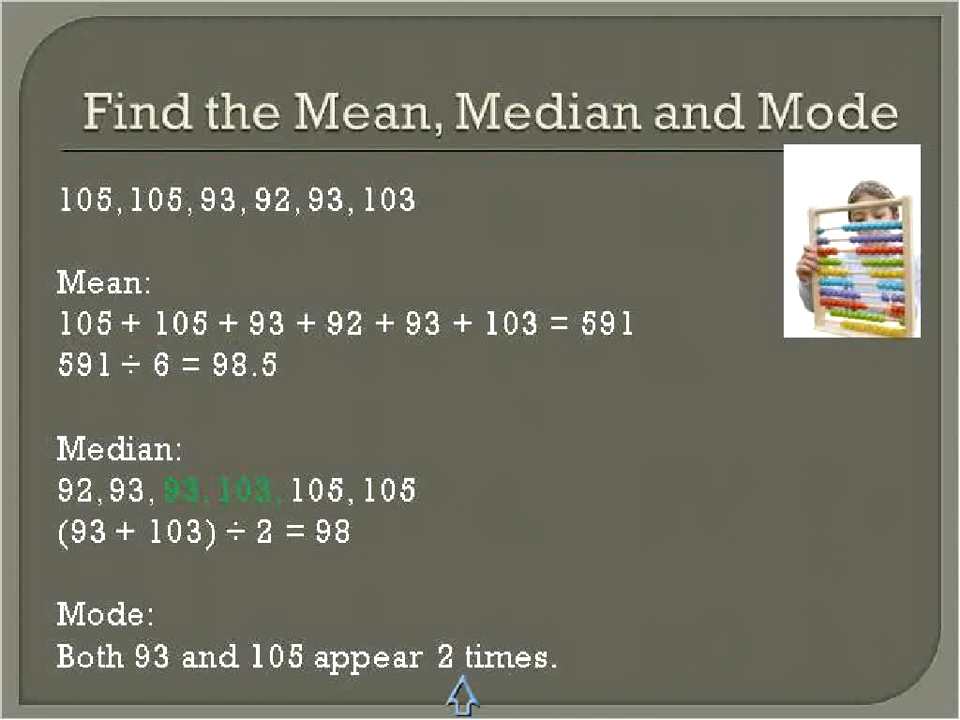 Find the Mean, Median and Mode
105, 105, 93, 92, 93, 103
Mean:
105 + 105 + 93 + 92 + 93 + 103 = 591
591 ÷ 6 = 98.5
Median:
92, 93, 93, 103, 105, 105
(93 + 103) ÷ 2 = 98
Mode:
Both 93 and 105 appear 2 times.